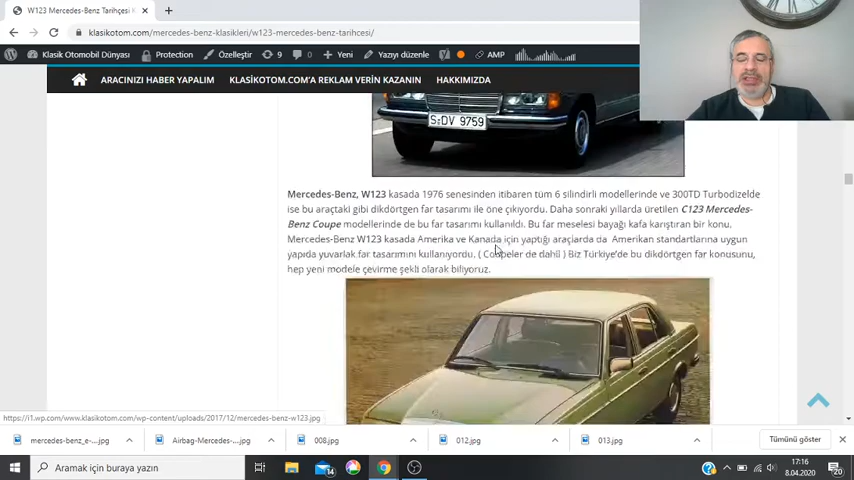 W123 Mercedes-Benz Tarihçesi K
klasikotom.com/mercedes-benz-klasikleri/w123-mercedes-benz-tarihcesi/
Klasik Otomobil Dünyası Protection Özelleştir 9 0 Yeni Yazıyı düzenle AMP
ARACINIZI HABER YAPALIM KLASİKOTOM.COM'A REKLAM VERİN KAZANIN HAKKIMIZDA
S:DV 9759
Mercedes-Benz, W123 kasada 1976 senesinden itibaren tüm 6 silindirli modellerinde ve 300TD Turbodizelde
ise bu araçtaki gibi dikdörtgen far tasarımı ile öne çıkıyordu. Daha sonraki yıllarda üretilen C123 Mercedes-
Benz Coupe modellerinde de bu far tasarımı kullanıldı. Bu far meselesi bayağı kafa karıştıran bir konu.
Mercedes-Benz W123 kasada Amerika ve Kanada için yaptığı araçlarda da Amerikan standartlarına uygun
yapıda yuvarlak far tasarımını kullanıyordu. ( Coupeler de dahil ) Biz Türkiye'de bu dikdörtgen far konusunu,
hep yeni modele çevirme şekli olarak biliyoruz.
https://i1.wp.com/www.klasikotom.com/wp-content/uploads/2017/12/mercedes-benz-w123.jpg
mercedes-benz_e-....jpg Airbag-Mercedes-....jpg 008.jpg 012.jpg 013.jpg Tümünü göster
Aramak için buraya yazın 14 17:16
8.04.2020 20